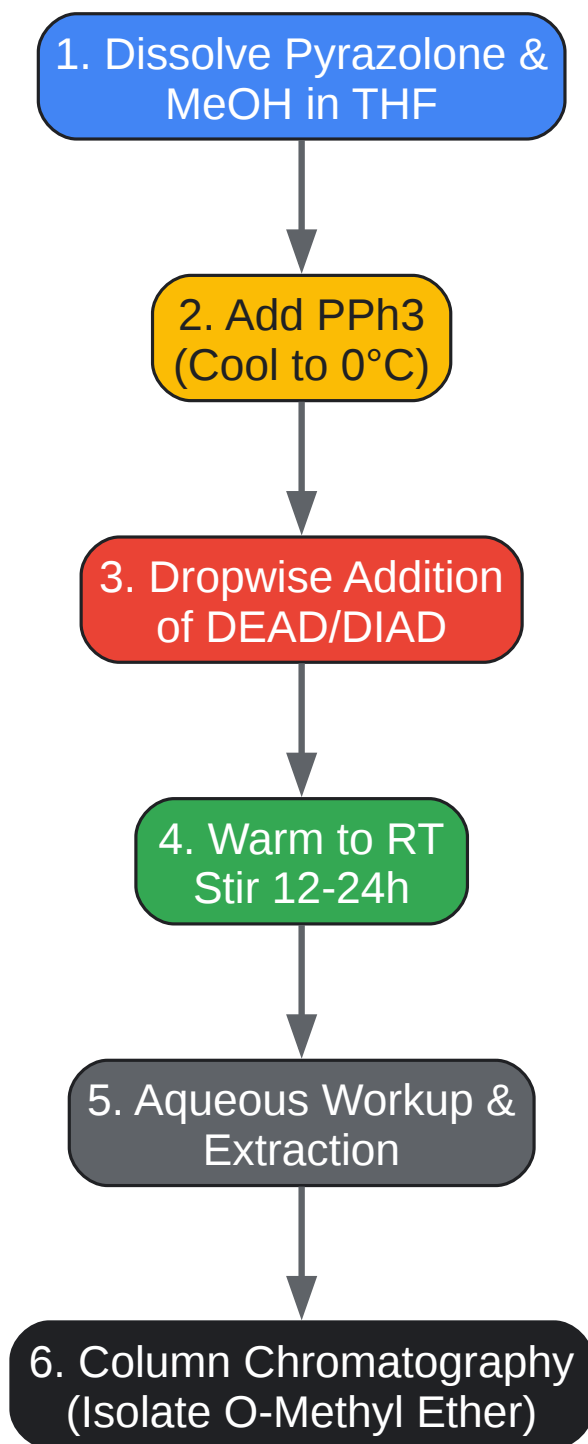 1. Dissolve Pyrazolone &
MeOH in THF
2. Add PPh3
(Cool to 0°C)
3. Dropwise Addition
of DEAD/DIAD
4. Warm to RT
Stir 12-24h
5. Aqueous Workup &
Extraction
6. Column Chromatography
(Isolate O-Methyl Ether)